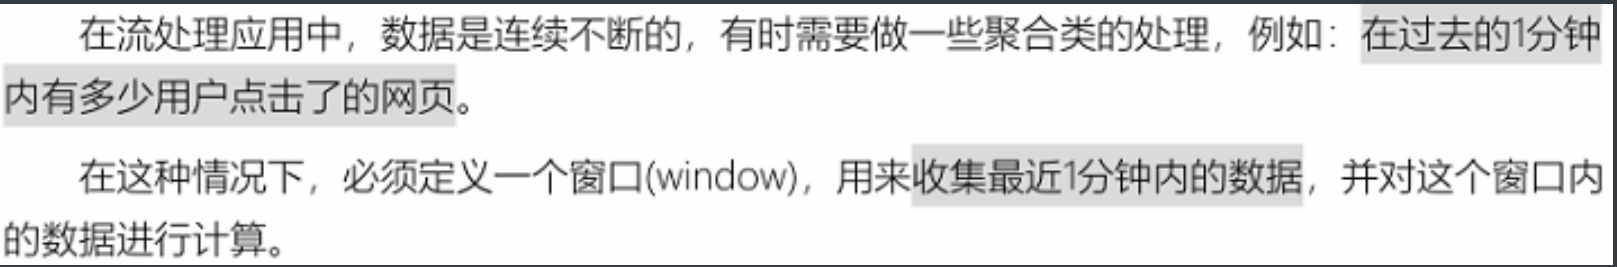 在流处理应用中，数据是连续不断的，有时需要做一些聚合类的处理，例如：在过去的1分钟
内有多少用户点击了的网页。
在这种情况下，必须定义一个窗口(window)，用来收集最近1分钟内的数据，并对这个窗口内
的数据进行计算。